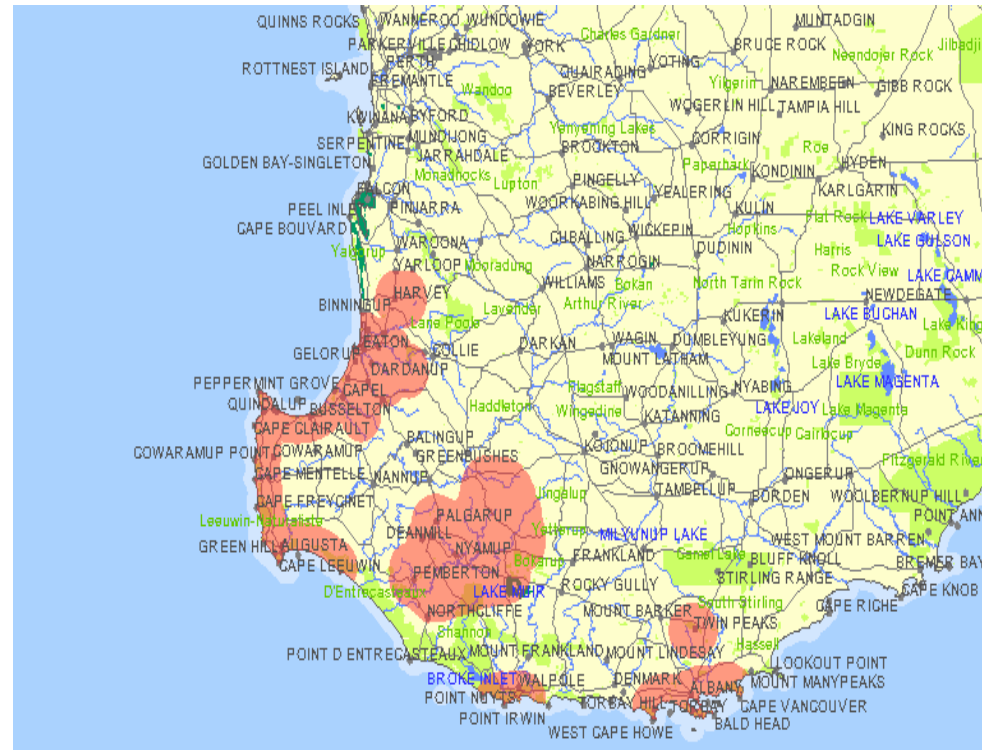 QUINNS ROCKS
WANNEROO
WUNDOWIE
MUNTADGIN
Charles Gardner
PARKERVILLE
CHIDLOW
YORK
BRUCE ROCK
Jilbadji
Neendojer Rock
PERTH
YOTING
ROTTNEST ISLAND
FREMANTLE
QUAIRADING
Yilgerin
NAREMBEEN
GIBB ROCK
Wandoo
BEVERLEY
WOGERLIN HILL
TAMPIA HILL
KWINANA
BYFORD
Yenyening Lakes
CORRIGIN
KING ROCKS
SERPENTINE
MUNDIJONG
BROOKTON
Roe
JARRAHDALE
GOLDEN BAY-SINGLETON
Monadnocks
Paperbark
HYDEN
Lupton
PINGELLY
KONDININ
FALCON
YEALERING
KARLGARIN
PEEL INLET
PINJARRA
WOORKABING HILL
KULIN
Flat Rock
LAKE VARLEY
CAPE BOUVARD
WICKEPIN
Hopkins
WAROONA
CUBALLING
DUDININ
Harris
LAKE GULSON
Yalgorup
YARLOOP
Mooradung
NARROGIN
Rock View
LAKE CAMM
HARVEY
WILLIAMS
Bokan
North Tarin Rock
BINNINGUP
Lavender
Arthur River
NEWDEGATE
Lane Poole
KUKERIN
LAKE BUCHAN
Lake King
EATON
DARKAN
WAGIN
DUMBLEYUNG
Lakeland
GELORUP
COLLIE
MOUNT LATHAM
Dunn Rock
DARDANUP
Lake Bryde
PEPPERMINT GROVE
CAPEL
Flagstaff
WOODANILLING
NYABING
LAKE MAGENTA
QUINDALUP
BUSSELTON
Haddleton
Wingedine
KATANNING
LAKE JOY
Lake Magenta
CAPE CLAIRAULT
Corneecup
Cairlocup
COWARAMUP POINT
COWARAMUP
BALINGUP
KOJONUP
BROOMEHILL
GREENBUSHES
GNOWANGERUP
Fitzgerald River
CAPE MENTELLE
NANNUP
ONGERUP
TAMBELLUP
CAPE FREYCINET
Jingalup
BORDEN
WOOLBERNUP HILL
PALGARUP
POINT ANN
Leeuwin-Naturaliste
DEANMILL
Yeticup
MILYUNUP LAKE
WEST MOUNT BARREN
GREEN HILL
AUGUSTA
NYAMUP
FRANKLAND
Camel Lake
BLUFF KNOLL
CAPE LEEUWIN
PEMBERTON
Bokarup
STIRLING RANGE
BREMER BAY
D'Entrecasteaux
LAKE MUIR
ROCKY GULLY
CAPE KNOB
NORTHCLIFFE
MOUNT BARKER
South Stirling
CAPE RICHE
TWIN PEAKS
Shannon
Hassell
POINT D ENTRECASTEAUX
MOUNT FRANKLAND
MOUNT LINDESAY
LOOKOUT POINT
BROKE INLET
WALPOLE
DENMARK
ALBANY
MOUNT MANYPEAKS
POINT NUYTS
TORBAY HILL
TORBAY
CAPE VANCOUVER
POINT IRWIN
WEST CAPE HOWE
BALD HEAD